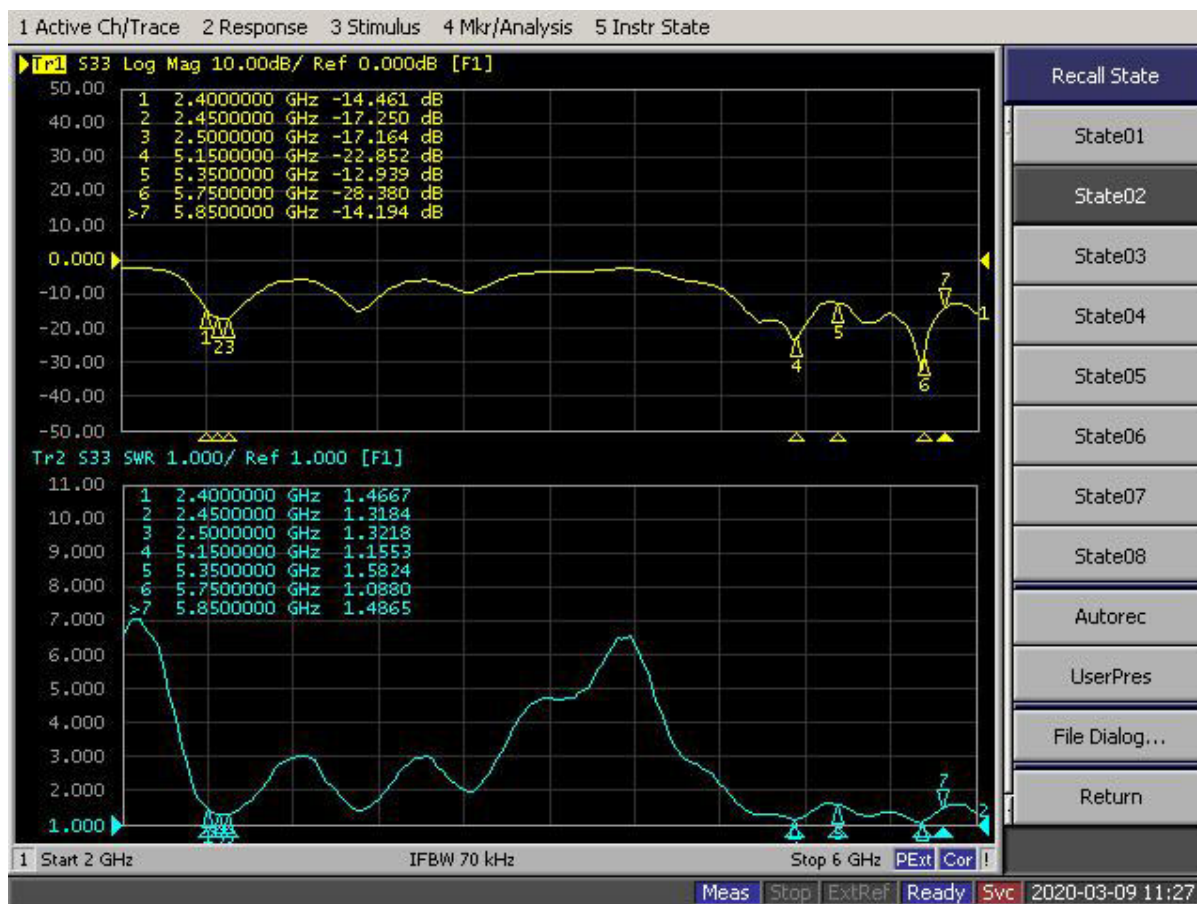 1 Active Ch/Trace 2 Response 3 Stimulus 4 Mkr/Analysis 5 Instr State
Tr1 S33 Log Mag 10.00dB/ Ref 0.000dB [F1]
50.00
40.00
30.00
20.00
10.00
0.000
-10.00
-20.00
-30.00
-40.00
-50.00
1 2.4000000 GHz -14.461 dB
2 2.4500000 GHz -17.250 dB
3 2.5000000 GHz -17.164 dB
4 5.1500000 GHz -22.852 dB
5 5.3500000 GHz -12.939 dB
6 5.7500000 GHz -28.380 dB
>7 5.8500000 GHz -14.194 dB
1
2
3
4
5
6
7
1
Tr2 S33 SWR 1.000/ Ref 1.000 [F1]
11.00
10.00
9.000
8.000
7.000
6.000
5.000
4.000
3.000
2.000
1.000
1 2.4000000 GHz 1.4667
2 2.4500000 GHz 1.3184
3 2.5000000 GHz 1.3218
4 5.1500000 GHz 1.1553
5 5.3500000 GHz 1.5824
6 5.7500000 GHz 1.0880
>7 5.8500000 GHz 1.4865
7
2
1 Start 2 GHz IFBW 70 kHz Stop 6 GHz PExt Cor !
Meas Stop ExtRef Ready Svc 2020-03-09 11:27
Recall State
State01
State02
State03
State04
State05
State06
State07
State08
Autorec
UserPres
File Dialog...
Return